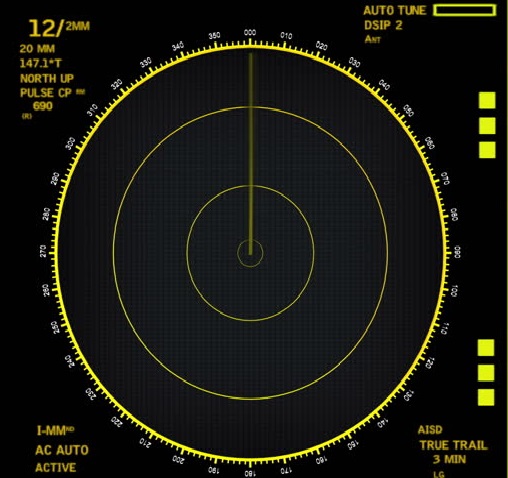 12/2MM
20 MM
147.1°T
NORTH UP
PULSE CP
690
(R)
AUTO TUNE
DSIP 2
ANT
000
010
020
030
040
050
060
070
080
090
100
110
120
130
140
150
160
170
180
190
200
210
220
230
240
250
260
270
280
290
300
310
320
330
340
350
I-MM
AC AUTO
ACTIVE
AISD
TRUE TRAIL
3 MIN
LG